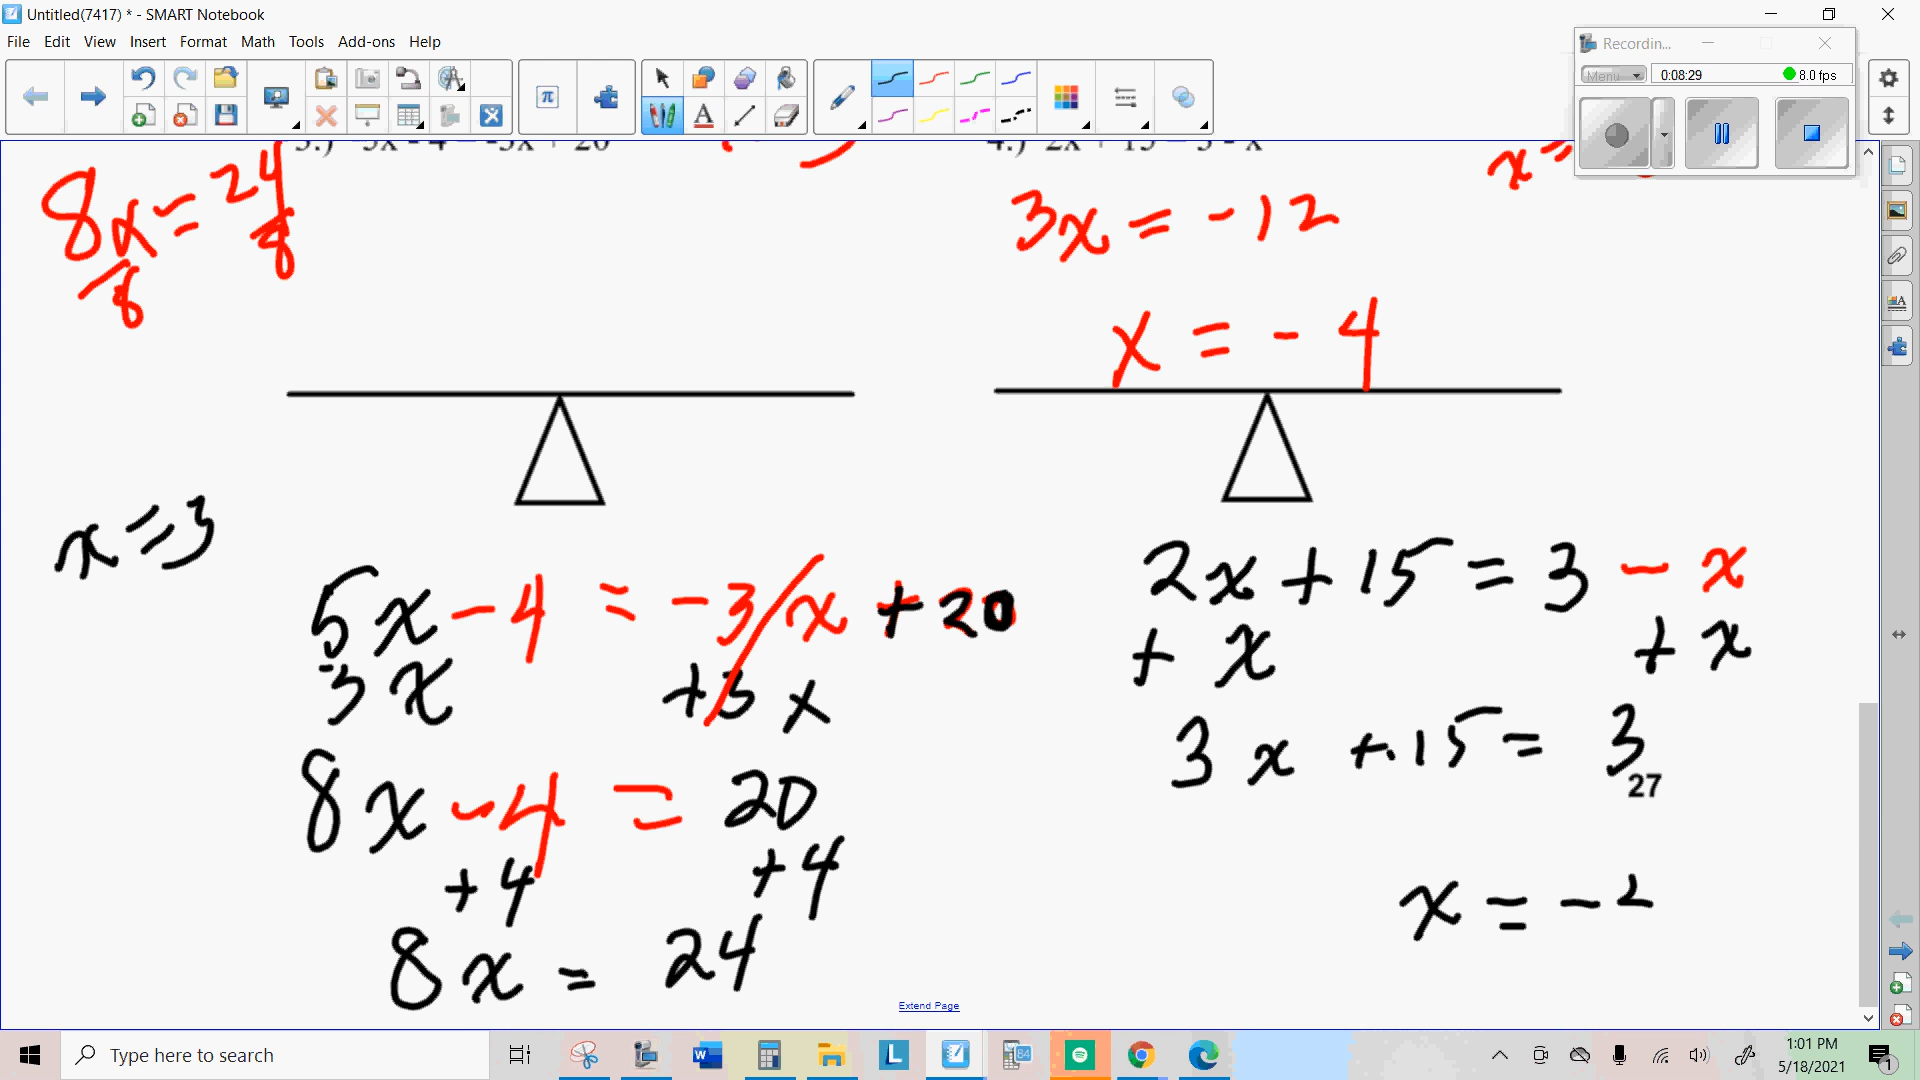 Untitled(7417) * - SMART Notebook
File Edit View Insert Format Math Tools Add-ons Help
Recordin...
Menu 0:08:29 8.0 fps
8x = 24
8 8
3x = -12
x = -4
x = 3
5x - 4 = -3x + 20
3x +3x
8x - 4 = 20
+4 +4
8x = 24
2x + 15 = 3 - x
+ x + x
3x + 15 = 3
27
x = -2
Extend Page
Type here to search
1:01 PM
5/18/2021
1